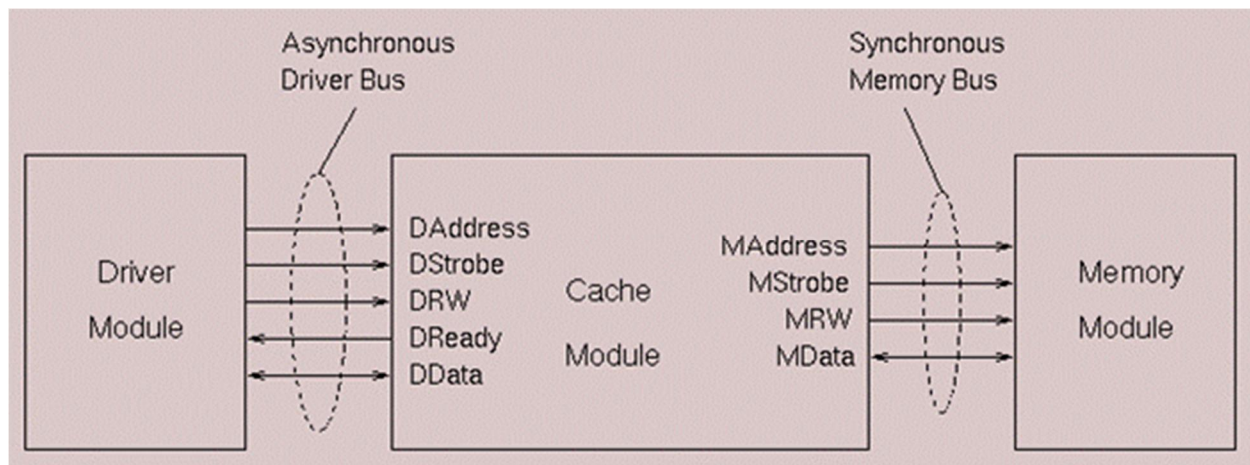 Asynchronous
Driver Bus
Synchronous
Memory Bus
Driver
Module
DAddress
DStrobe
DRW
DReady
DData
Cache
Module
MAddress
MStrobe
MRW
MData
Memory
Module